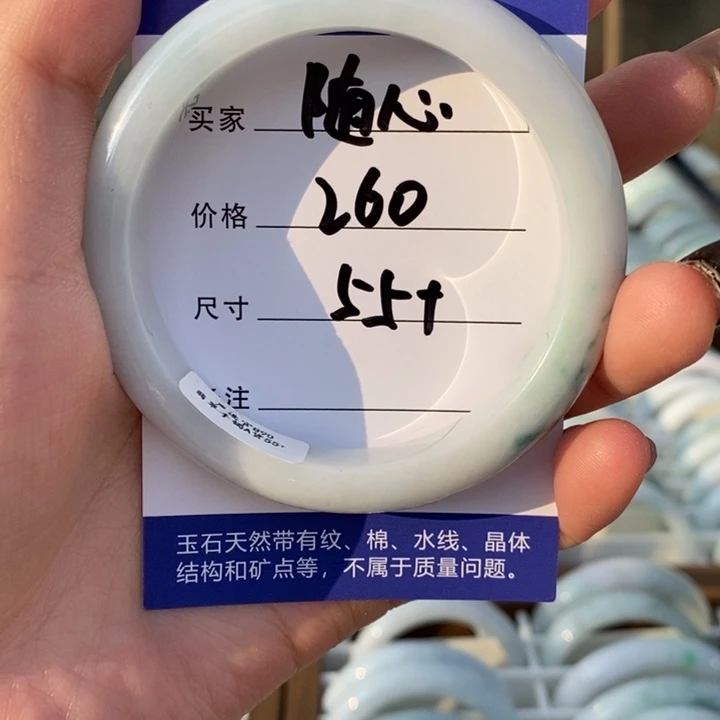 买家 随心
价格 260
尺寸 55+
注
玉石天然带有纹、棉、水线、晶体
结构和矿点等，不属于质量问题。